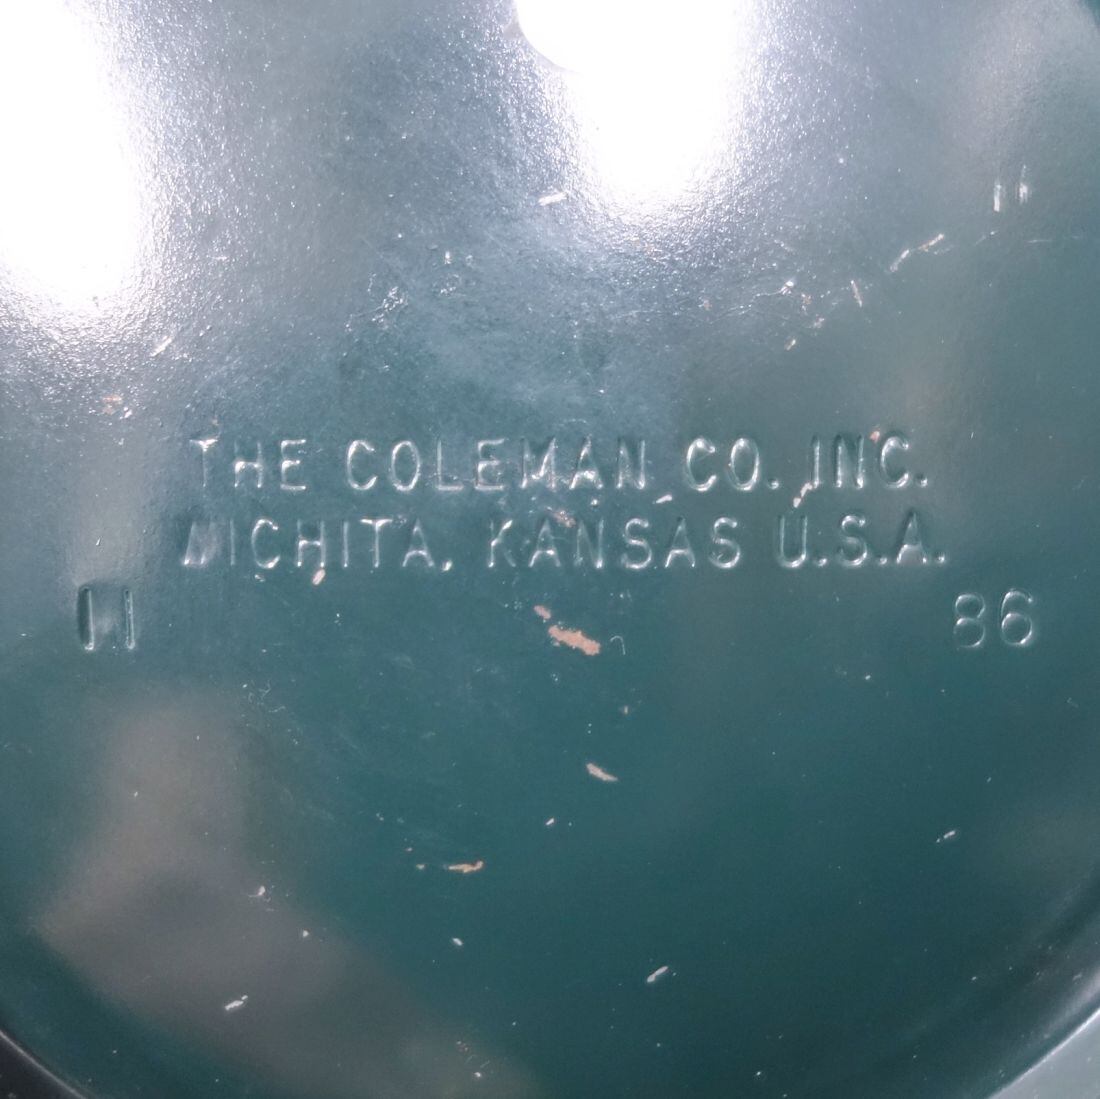 THE COLEMAN CO. INC.
WICHITA, KANSAS U.S.A.
11 86